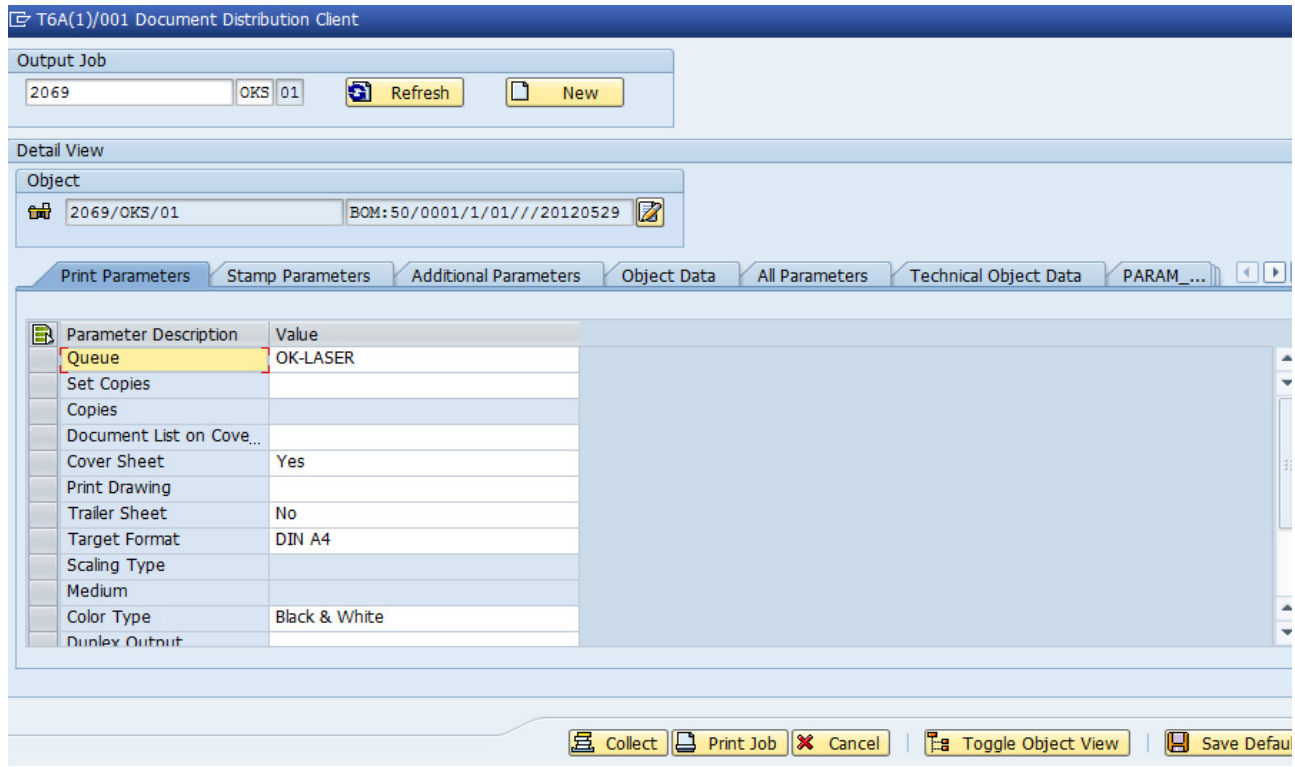 T6A(1)/001 Document Distribution Client
Output Job
2069 OKS 01 Refresh New
Detail View
Object
2069/OKS/01 BOM:50/0001/1/01///20120529
Print Parameters Stamp Parameters Additional Parameters Object Data All Parameters Technical Object Data PARAM_...
Parameter Description Value
Queue OK-LASER
Set Copies
Copies
Document List on Cove...
Cover Sheet Yes
Print Drawing
Trailer Sheet No
Target Format DIN A4
Scaling Type
Medium
Color Type Black & White
Duplex Output
Collect Print Job Cancel Toggle Object View Save Defaul